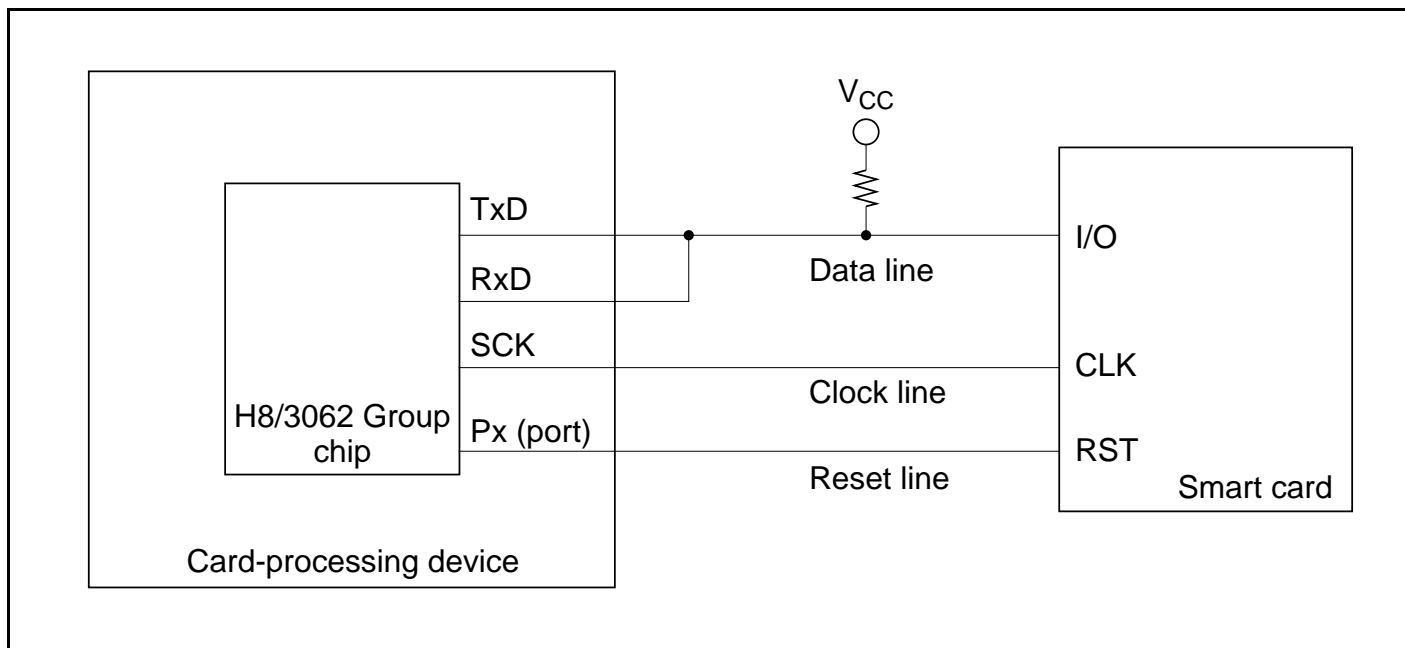 VCC
TxD
I/O
RxD
Data line
SCK
CLK
Clock line
H8/3062 Group
chip
Px (port)
RST
Reset line
Smart card
Card-processing device